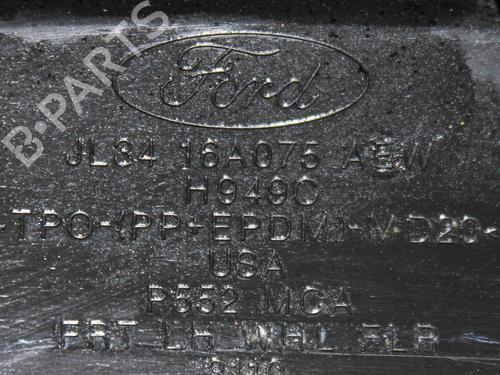 B-PARTS
Ford
JL34 16A075 AEW
H949C
-TPO-(PP+EPDM)-MD20-
USA
P552 MCA
FRT LH WHL FLR